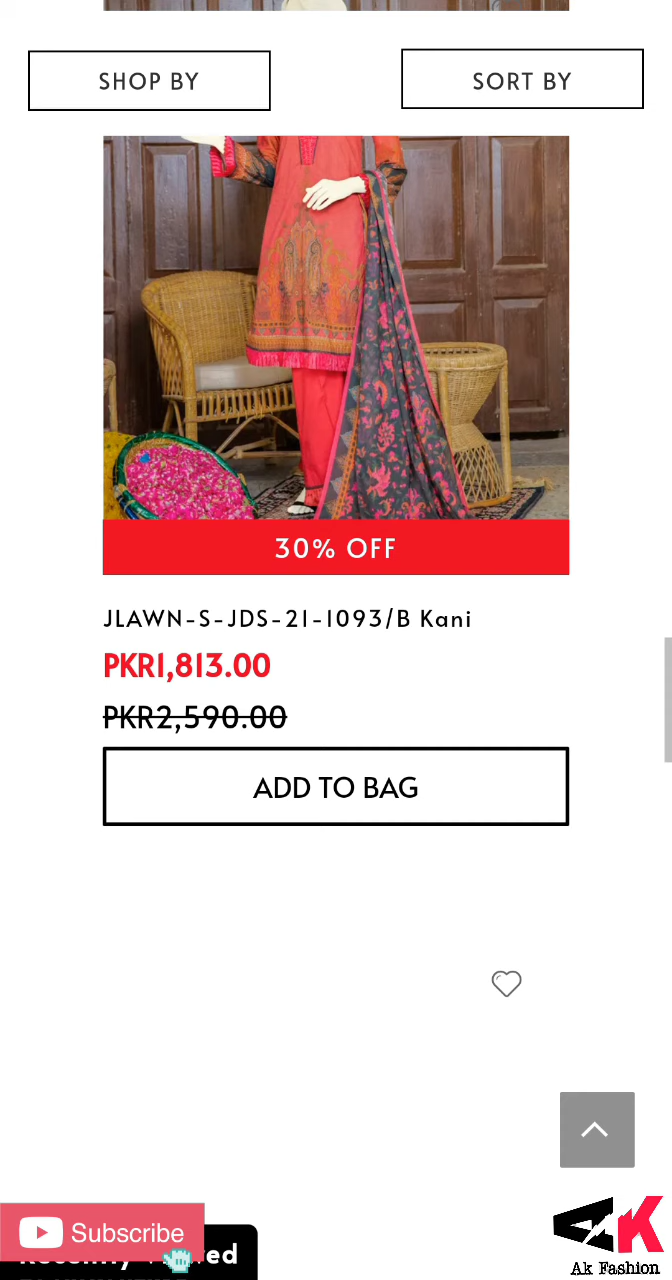 SHOP BY
SORT BY
30% OFF
JLAWN-S-JDS-21-1093/B Kani
PKR1,813.00
PKR2,590.00
ADD TO BAG
Subscribe
AK
Ak Fashion